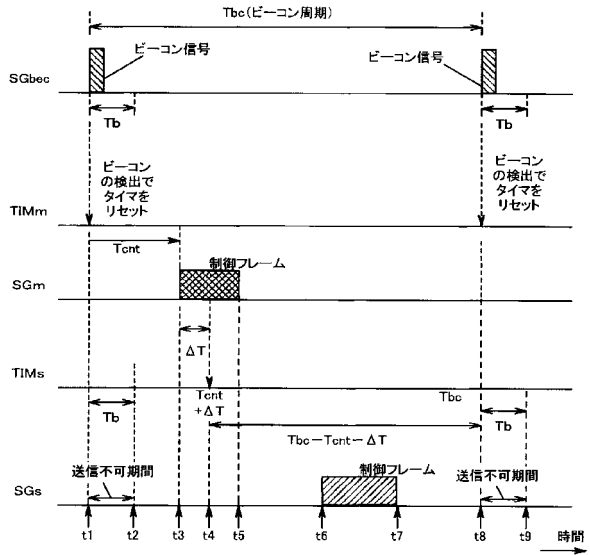 Tbc(ビーコン周期)
ビーコン信号
ビーコン信号
SGbec
Tb
Tb
ビーコン
の検出で
タイマを
リセット
ビーコン
の検出で
タイマを
リセット
TIMm
Tcnt
制御フレーム
SGm
ΔT
TIMs
Tcnt
+ΔT
Tbc
Tb
Tb
Tbc-Tcnt-ΔT
送信不可期間
制御フレーム
送信不可期間
SGs
t1 t2 t3 t4 t5 t6 t7 t8 t9 時間